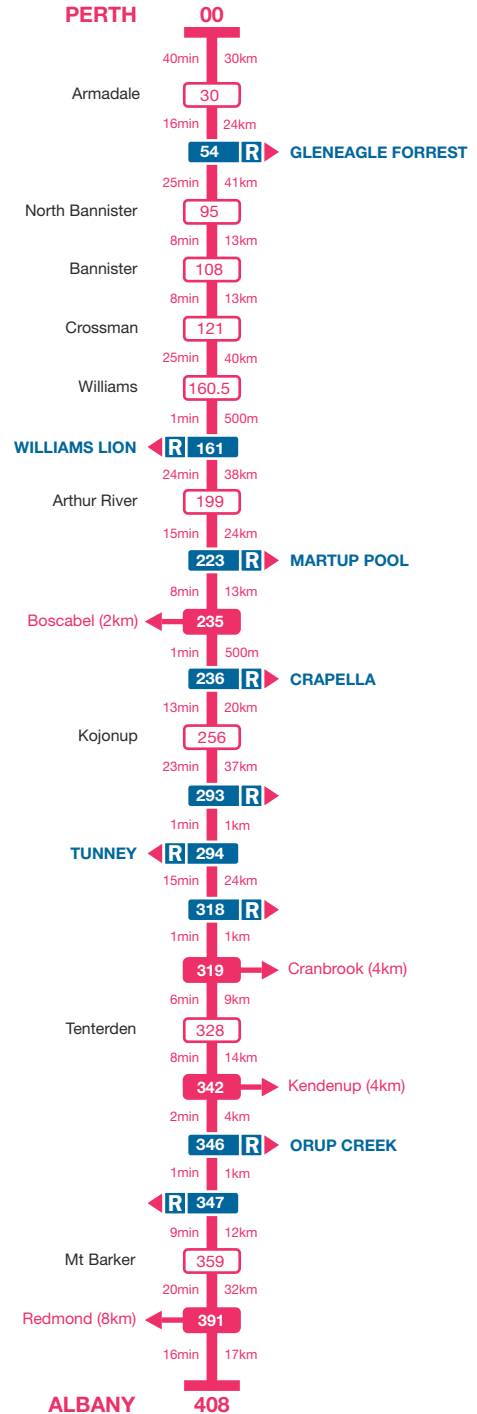 PERTH 00
40min 30km
Armadale 30
16min 24km
54 R GLENEAGLE FORREST
25min 41km
North Bannister 95
8min 13km
Bannister 108
8min 13km
Crossman 121
25min 40km
Williams 160.5
1min 500m
WILLIAMS LION R 161
24min 38km
Arthur River 199
15min 24km
223 R MARTUP POOL
8min 13km
Boscabel (2km) 235
1min 500m
236 R CRAPELLA
13min 20km
Kojonup 256
23min 37km
293 R
1min 1km
TUNNEY R 294
15min 24km
318 R
1min 1km
319 Cranbrook (4km)
6min 9km
Tenterden 328
8min 14km
342 Kendenup (4km)
2min 4km
346 R ORUP CREEK
1min 1km
R 347
9min 12km
Mt Barker 359
20min 32km
Redmond (8km) 391
16min 17km
ALBANY 408